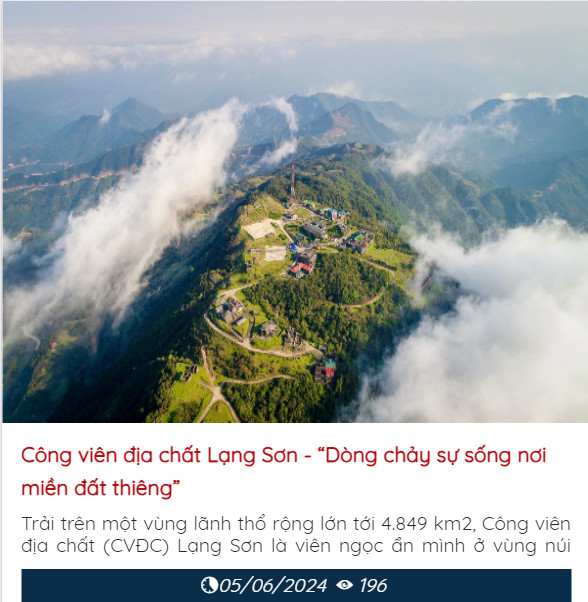 Công viên địa chất Lạng Sơn - “Dòng chảy sự sống nơi
miền đất thiêng”
Trải trên một vùng lãnh thổ rộng lớn tới 4.849 km2, Công viên
địa chất (CVĐC) Lạng Sơn là viên ngọc ẩn mình ở vùng núi
05/06/2024 196